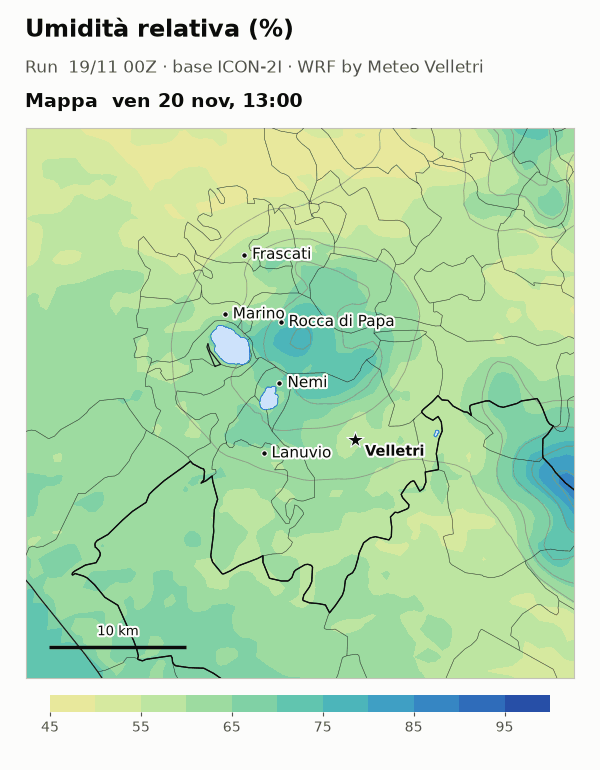 Umidità relativa (%)
Run  19/11 00Z · base ICON-2I · WRF by Meteo Velletri
Mappa  ven 20 nov, 13:00
Frascati
Marino
Rocca di Papa
Nemi
Velletri
Lanuvio
10 km
45 55 65 75 85 95